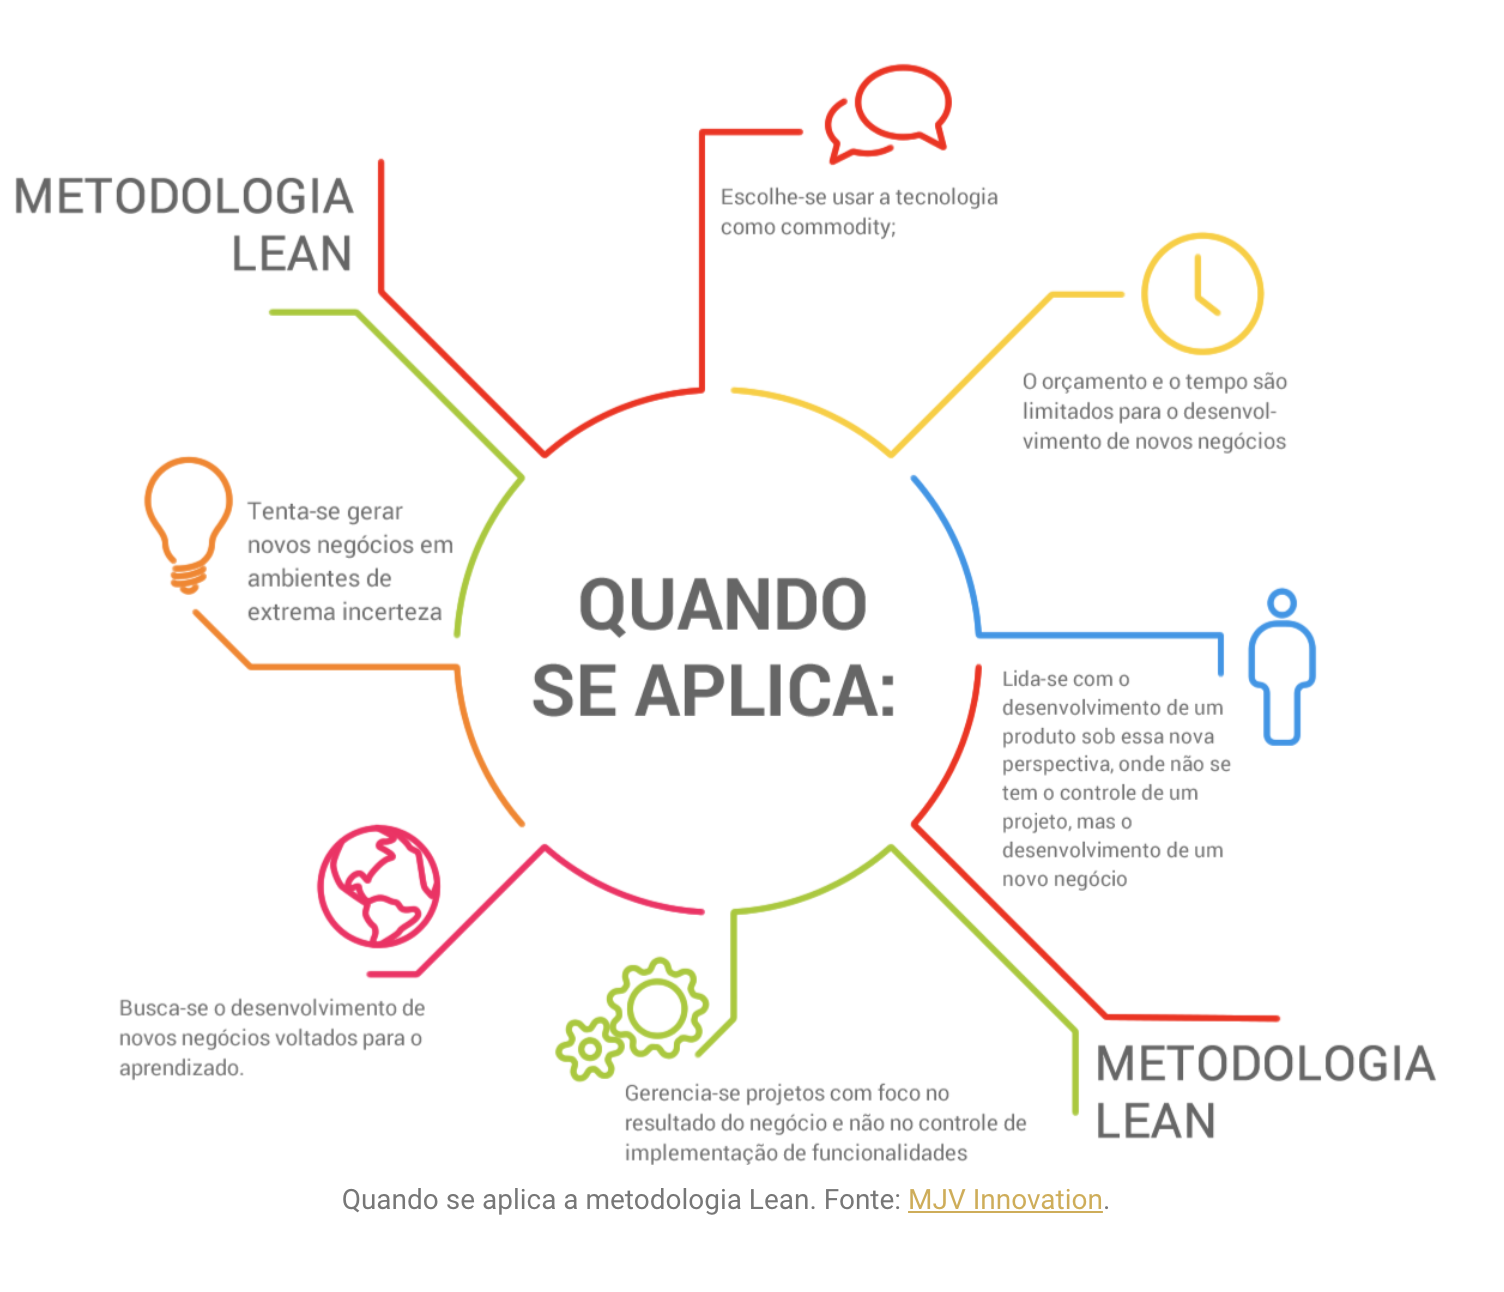 METODOLOGIA
LEAN
Escolhe-se usar a tecnologia
como commodity;
O orçamento e o tempo são
limitados para o desenvol-
vimento de novos negócios
Tenta-se gerar
novos negócios em
ambientes de
extrema incerteza
QUANDO
SE APLICA:
Lida-se com o
desenvolvimento de um
produto sob essa nova
perspectiva, onde não se
tem o controle de um
projeto, mas o
desenvolvimento de um
novo negócio
Busca-se o desenvolvimento de
novos negócios voltados para o
aprendizado.
Gerencia-se projetos com foco no
resultado do negócio e não no controle de
implementação de funcionalidades
METODOLOGIA
LEAN
Quando se aplica a metodologia Lean. Fonte: MJV Innovation.